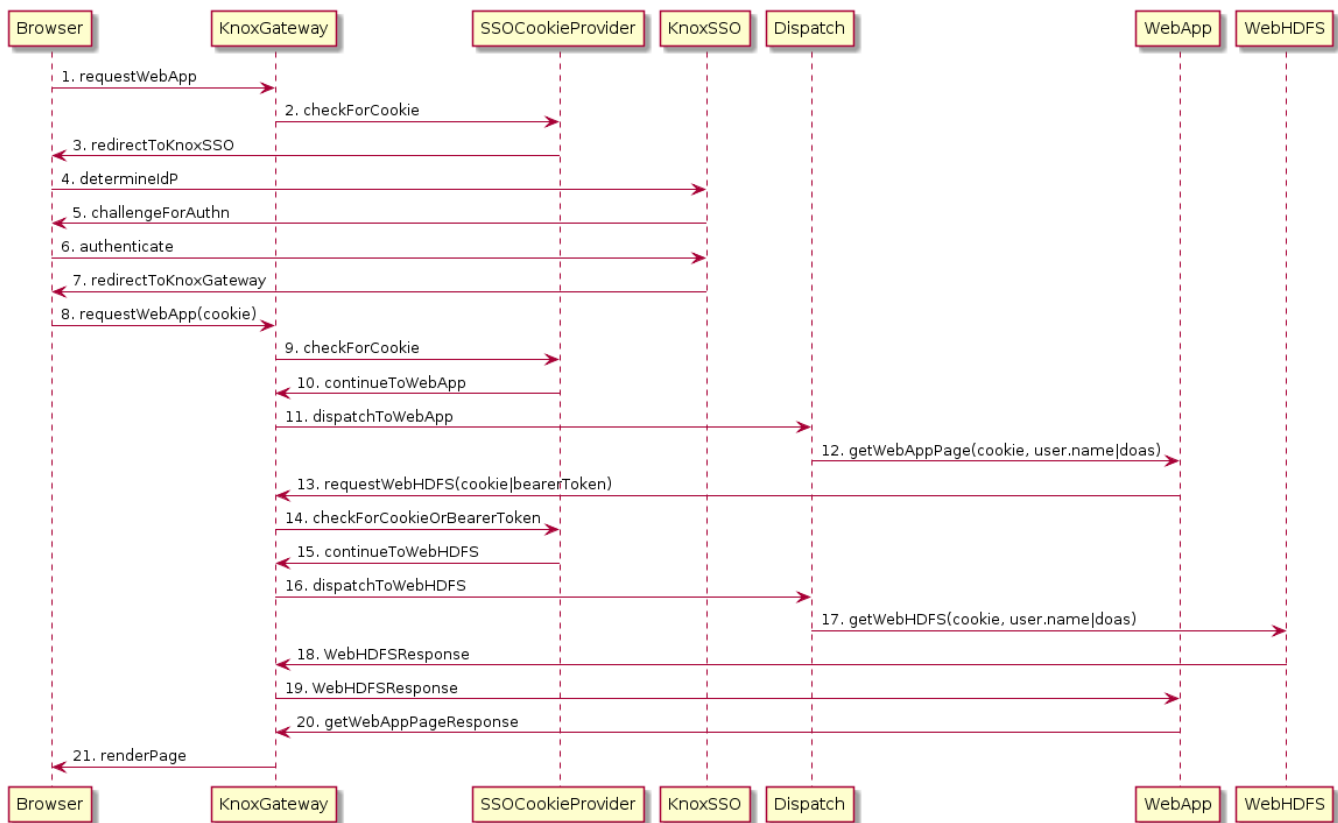 Browser KnoxGateway SSOCookieProvider KnoxSSO Dispatch WebApp WebHDFS
1. requestWebApp
2. checkForCookie
3. redirectToKnoxSSO
4. determineIdP
5. challengeForAuthn
6. authenticate
7. redirectToKnoxGateway
8. requestWebApp(cookie)
9. checkForCookie
10. continueToWebApp
11. dispatchToWebApp
12. getWebAppPage(cookie, user.name|doas)
13. requestWebHDFS(cookie|bearerToken)
14. checkForCookieOrBearerToken
15. continueToWebHDFS
16. dispatchToWebHDFS
17. getWebHDFS(cookie, user.name|doas)
18. WebHDFSResponse
19. WebHDFSResponse
20. getWebAppPageResponse
21. renderPage
Browser KnoxGateway SSOCookieProvider KnoxSSO Dispatch WebApp WebHDFS